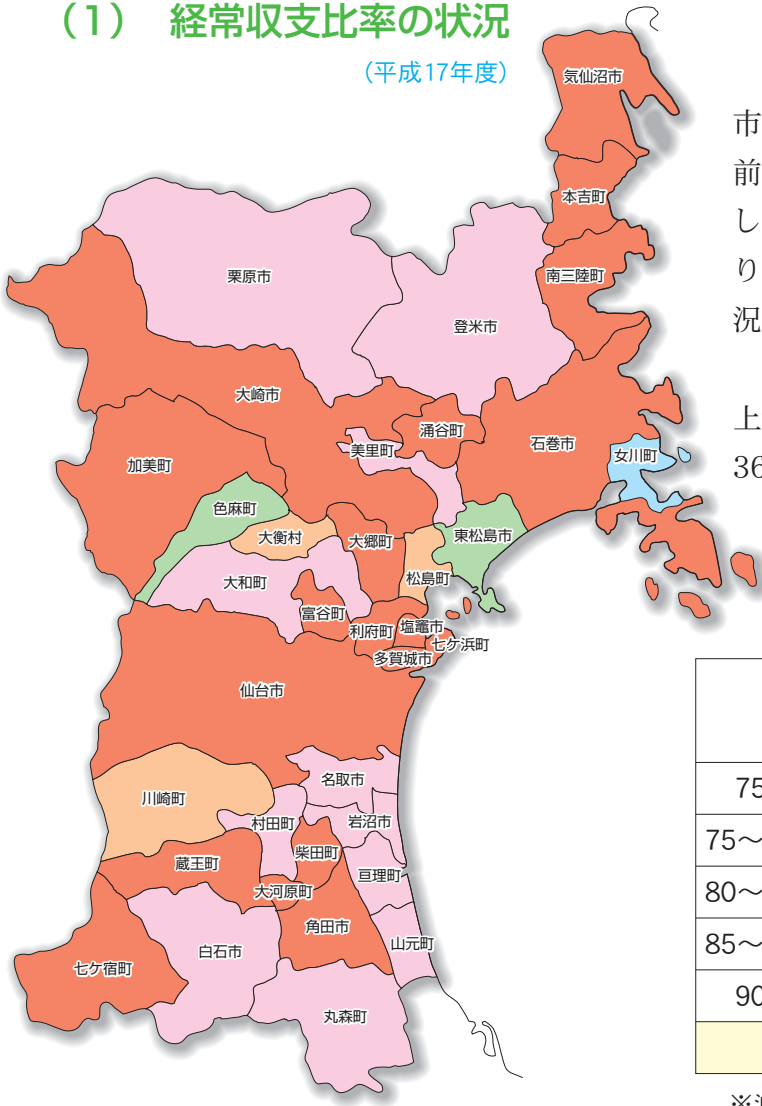 (1) 経常収支比率の状況
(平成17年度)
気仙沼市
本吉町
南三陸町
栗原市
登米市
大崎市
涌谷町
石巻市
女川町
美里町
加美町
色麻町
大衡村
大郷町
東松島市
大和町
松島町
富谷町
利府町
塩竈市
七ケ浜町
多賀城市
仙台市
名取市
川崎町
村田町
岩沼市
柴田町
蔵王町
亘理町
大河原町
角田市
山元町
白石市
七ケ宿町
丸森町
市
前
し
り
況
上
36
75
75～
80～
85～
90